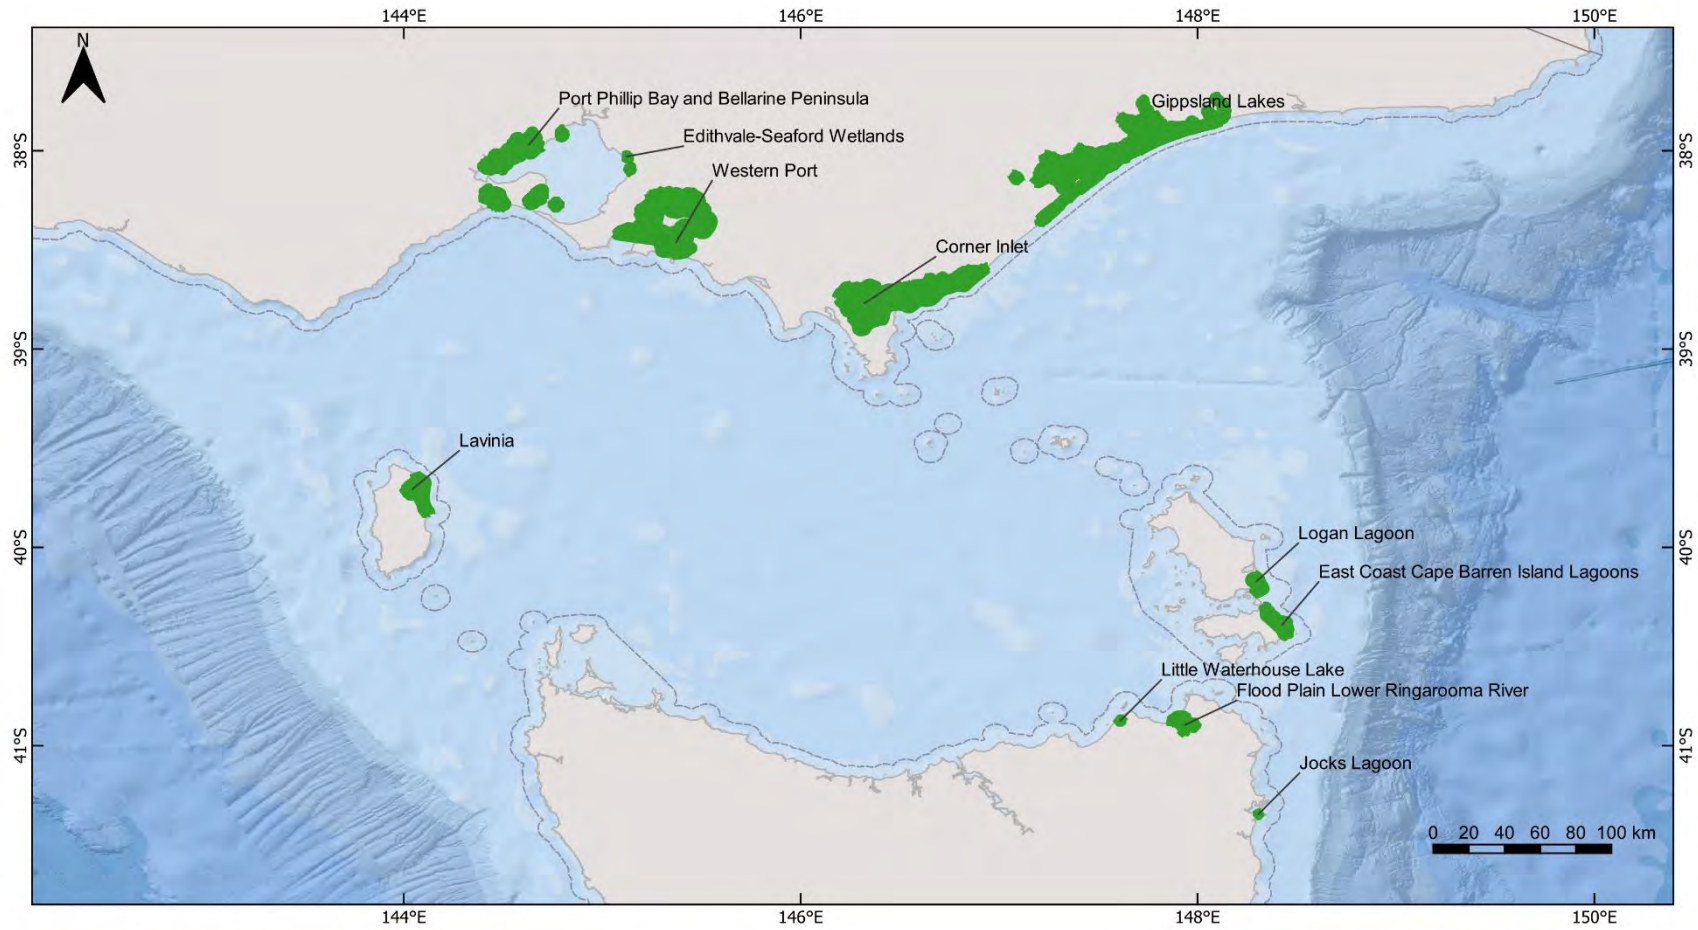 144°E
146°E
148°E
150°E
N
Port Phillip Bay and Bellarine Peninsula
Gippsland Lakes
Edithvale-Seaford Wetlands
38°S
38°S
Western Port
Corner Inlet
39°S
39°S
Lavinia
Logan Lagoon
40°S
40°S
East Coast Cape Barren Island Lagoons
Little Waterhouse Lake
Flood Plain Lower Ringarooma River
41°S
41°S
Jocks Lagoon
0 20 40 60 80 100 km
144°E
146°E
148°E
150°E